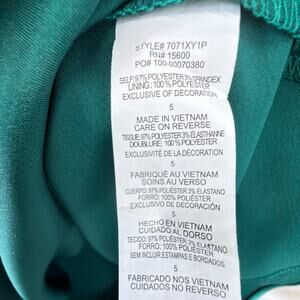 STYLE# 7071XY1P
RN# 15600
PO# 100-00070380
SELF: 97% POLYESTER 3% SPANDEX
LINING: 100% POLYESTER
EXCLUSIVE OF DECORATION
5
MADE IN VIETNAM
CARE ON REVERSE
TISSUE: 97% POLYESTER 3% ÉLASTHANNE
DOUBLURE: 100% POLYESTER
EXCLUSIVITÉ DE LA DÉCORATION
5
FABRIQUÉ AU VIETNAM
SOINS AU VERSO
CUERPO: 97% POLIÉSTER 3% ELASTANO
FORRO: 100% POLIÉSTER
EXCLUSIVO DE DECORACIÓN
5
HECHO EN VIETNAM
CUIDADO AL DORSO
TECIDO: 97% POLIÉSTER 3% ELASTANO
FORRO: 100% POLIÉSTER
SEM INCLUIR ESTAMPAS E BORDADOS
5
FABRICADO NOS VIETNAM
CUIDADOS NO REVERSO